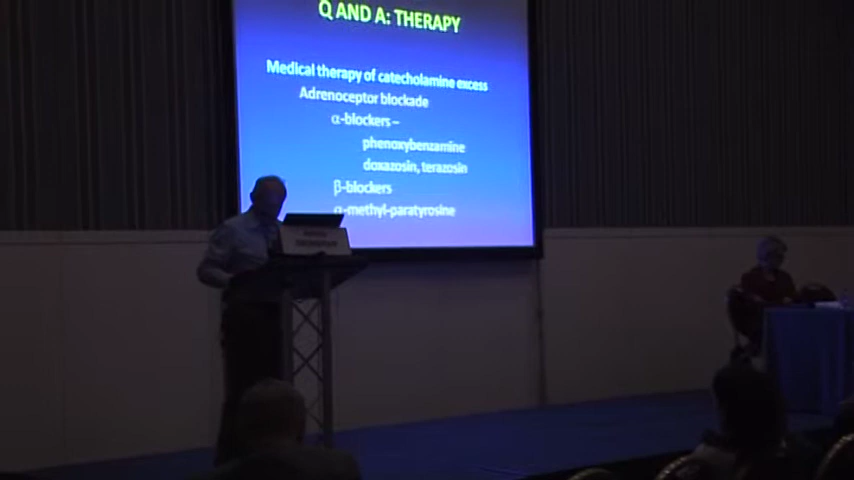 Q AND A: THERAPY
Medical therapy of catecholamine excess
Adrenoceptor blockade
α-blockers –
phenoxybenzamine
doxazosin, terazosin
β-blockers
α-methyl-paratyrosine